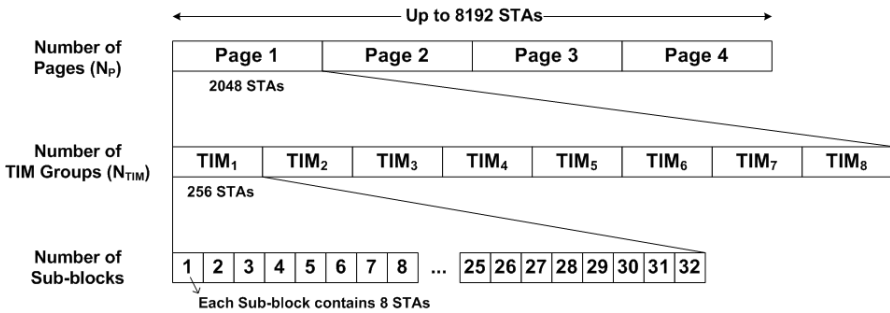 Up to 8192 STAs
Number of
Pages (NP)
Page 1 Page 2 Page 3 Page 4
2048 STAs
Number of
TIM Groups (NTIM)
TIM1 TIM2 TIM3 TIM4 TIM5 TIM6 TIM7 TIM8
256 STAs
Number of
Sub-blocks
1 2 3 4 5 6 7 8 ... 25 26 27 28 29 30 31 32
Each Sub-block contains 8 STAs